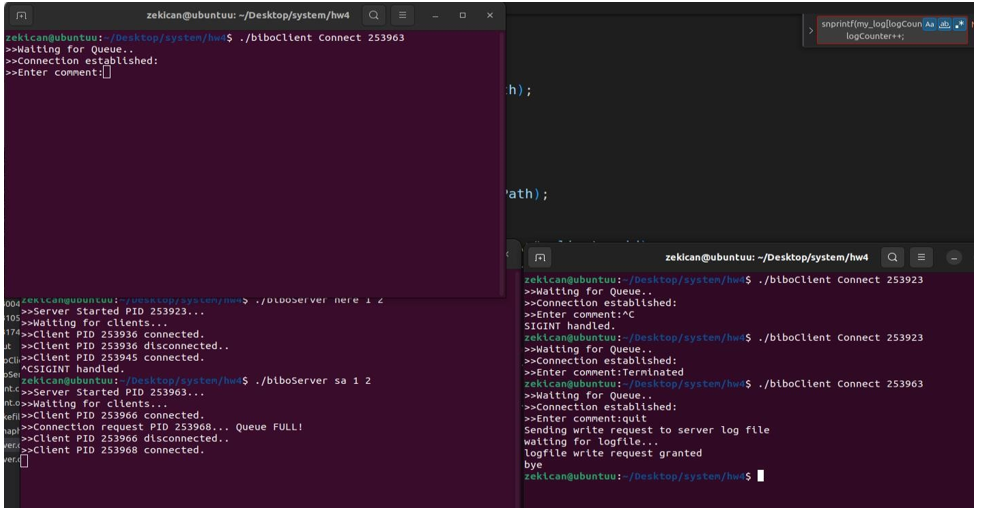 zekican@ubuntuu: ~/Desktop/system/hw4
zekican@ubuntuu:~/Desktop/system/hw4$ ./biboClient Connect 253963
>>Waiting for Queue..
>>Connection established:
>>Enter comment:
snprintf(my_log[logCoun Aa ab .*
logCounter++;
h);
ath);
zekican@ubuntuu:~/Desktop/system/hw4$ ./biboServer here 1 2
>>Server Started PID 253923...
>>Waiting for clients...
>>Client PID 253936 connected.
>>Client PID 253936 disconnected..
>>Client PID 253945 connected.
^CSIGINT handled.
zekican@ubuntuu:~/Desktop/system/hw4$ ./biboServer sa 1 2
>>Server Started PID 253963...
>>Waiting for clients...
>>Client PID 253966 connected.
>>Connection request PID 253968... Queue FULL!
>>Client PID 253966 disconnected..
>>Client PID 253968 connected.
zekican@ubuntuu: ~/Desktop/system/hw4
zekican@ubuntuu:~/Desktop/system/hw4$ ./biboClient Connect 253923
>>Waiting for Queue..
>>Connection established:
>>Enter comment:^C
SIGINT handled.
zekican@ubuntuu:~/Desktop/system/hw4$ ./biboClient Connect 253923
>>Waiting for Queue..
>>Connection established:
>>Enter comment:Terminated
zekican@ubuntuu:~/Desktop/system/hw4$ ./biboClient Connect 253963
>>Waiting for Queue..
>>Connection established:
>>Enter comment:quit
Sending write request to server log file
waiting for logfile...
logfile write request granted
bye
zekican@ubuntuu:~/Desktop/system/hw4$